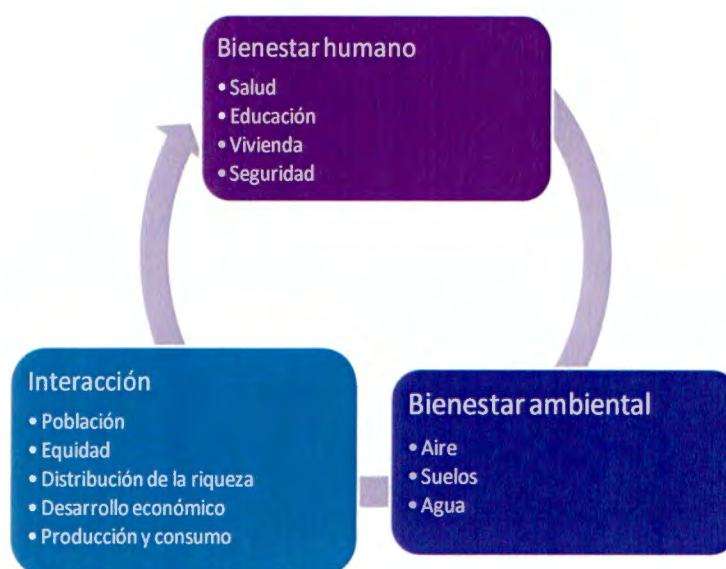 Bienestar humano
• Salud
• Educación
• Vivienda
• Seguridad
Interacción
• Población
• Equidad
• Distribución de la riqueza
• Desarrollo económico
• Producción y consumo
Bienestar ambiental
• Aire
• Suelos
• Agua